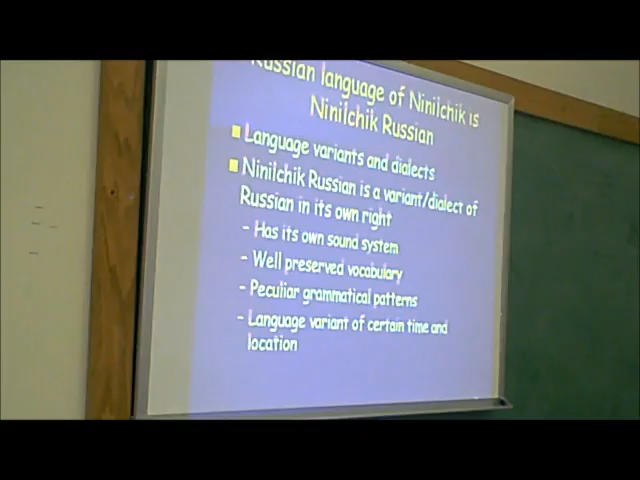 Russian language of Ninilchik is
Ninilchik Russian
Language variants and dialects
Ninilchik Russian is a variant/dialect of
Russian in its own right
- Has its own sound system
- Well preserved vocabulary
- Peculiar grammatical patterns
- Language variant of certain time and
location